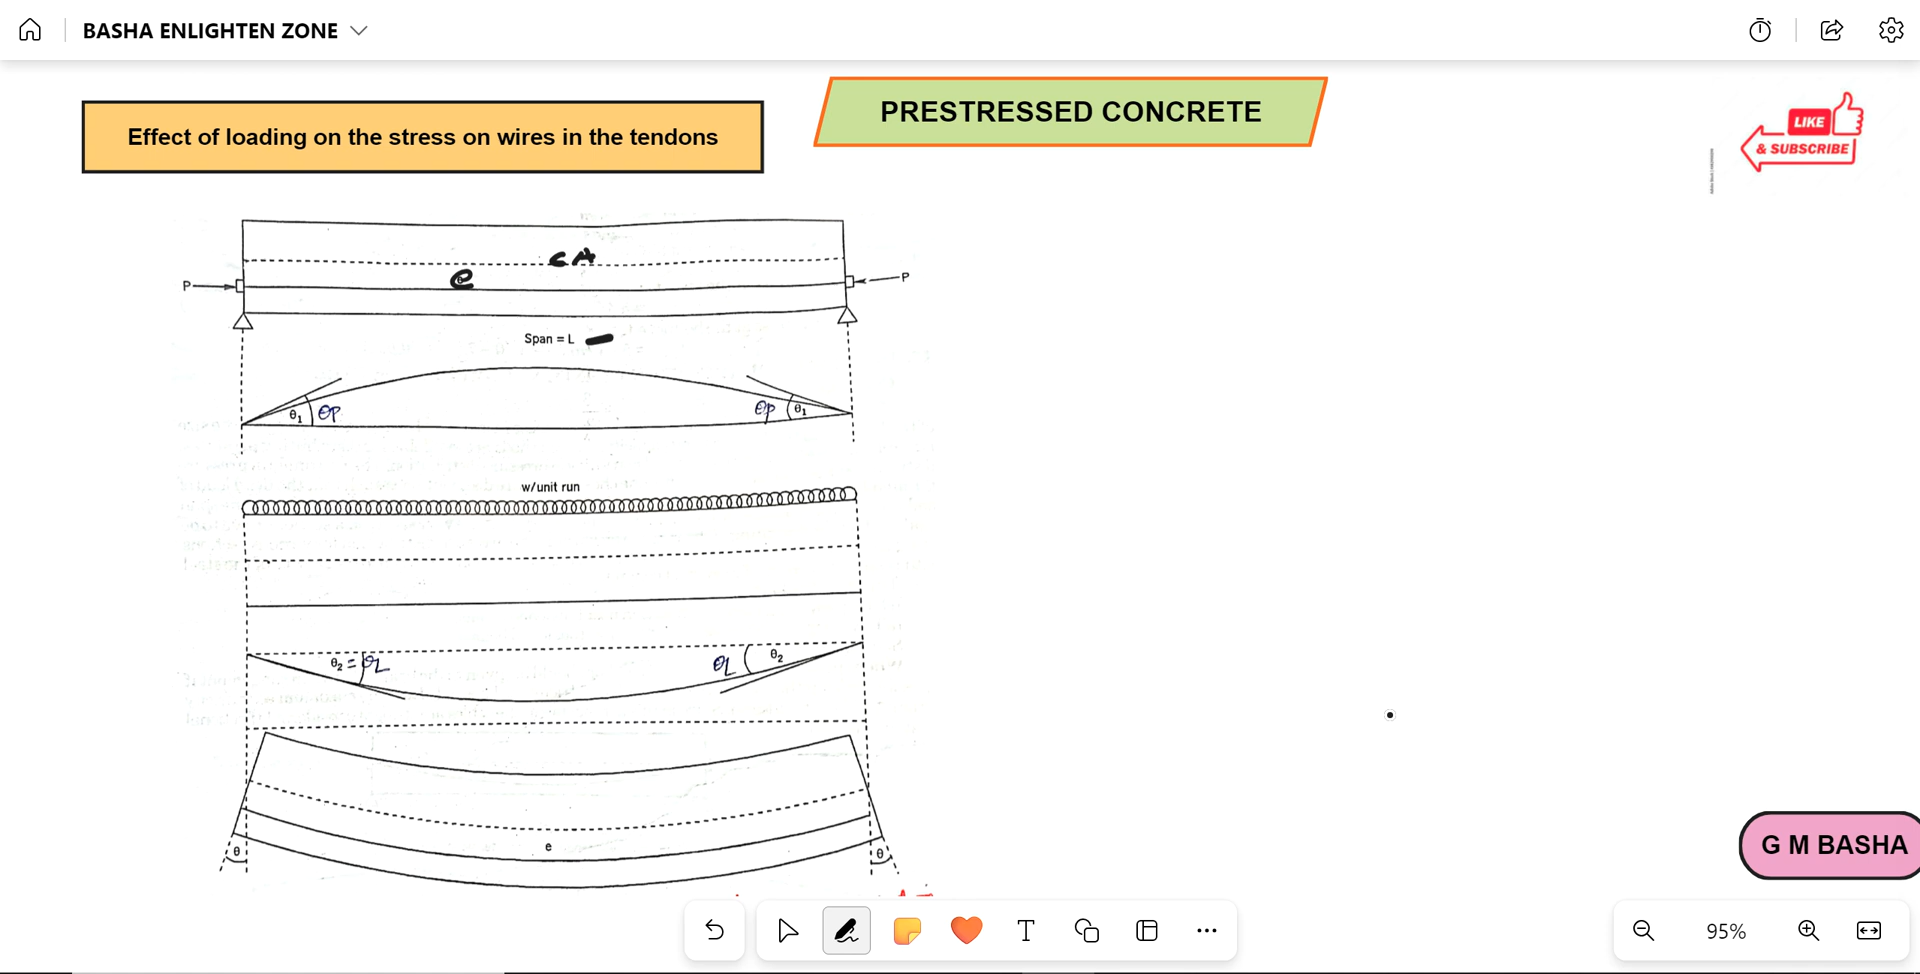 BASHA ENLIGHTEN ZONE
PRESTRESSED CONCRETE
Effect of loading on the stress on wires in the tendons
LIKE
& SUBSCRIBE
e
P
P
Span = L
θ₁ θP
θP θ₁
w/unit run
θ₂ = θL
θL θ₂
e
θ
θ
G M BASHA
T
95%